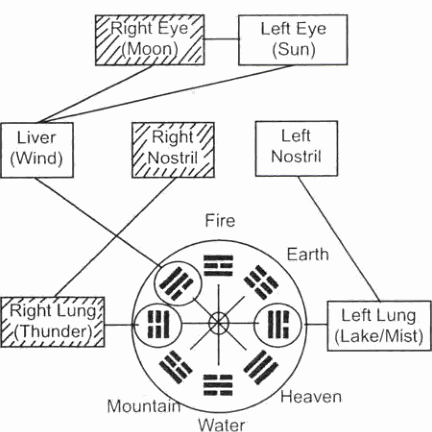 Right Eye
(Moon)
Left Eye
(Sun)
Liver
(Wind)
Right
Nostril
Left
Nostril
Fire
Earth
Right Lung
(Thunder)
Left Lung
(Lake/Mist)
Mountain
Heaven
Water